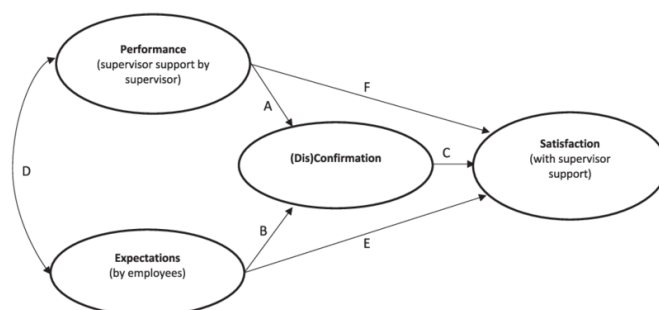 Performance
(supervisor support by
supervisor)
F
A
(Dis)Confirmation
C
Satisfaction
(with supervisor
support)
D
B
E
Expectations
(by employees)